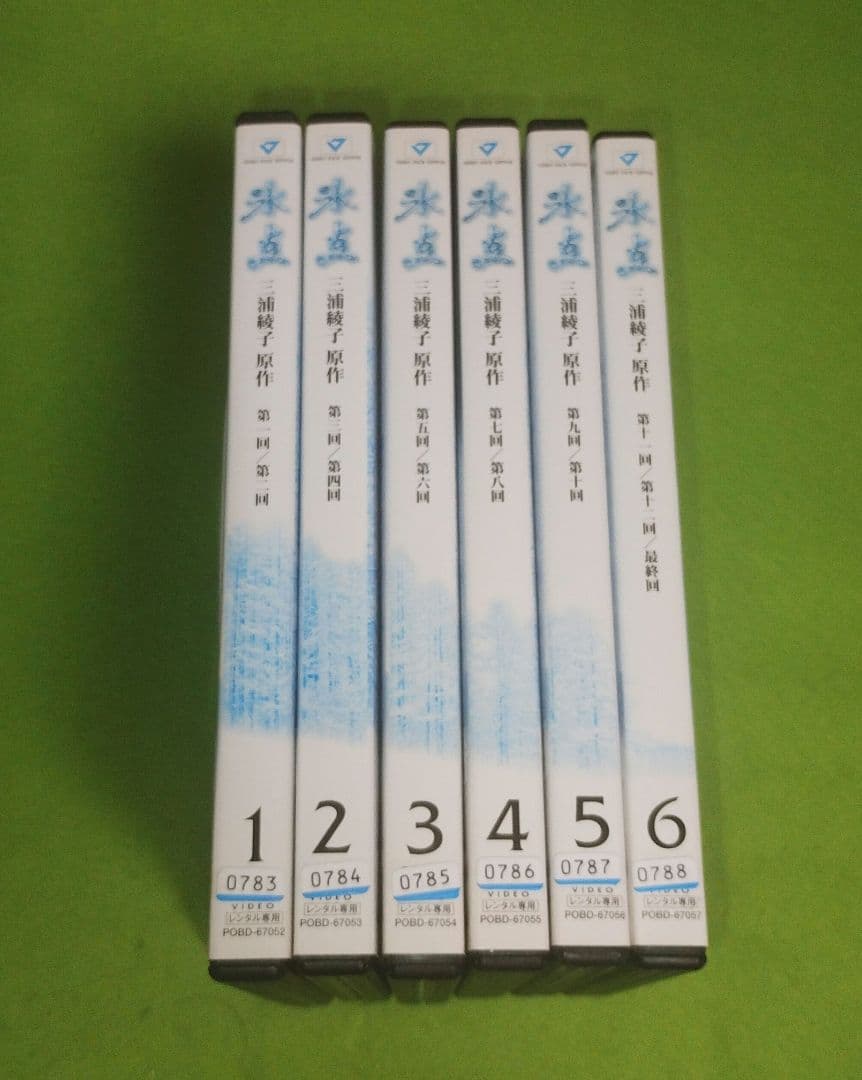 氷点
三浦綾子 原作
第一回/第二回
1
0783
VIDEO
レンタル専用
POBD-67052
氷点
三浦綾子 原作
第三回/第四回
2
0784
レンタル専用
POBD-67053
氷点
三浦綾子 原作
第五回/第六回
3
0785
レンタル専用
POBD-67054
氷点
三浦綾子 原作
第七回/第八回
4
0786
VIDEO
レンタル専用
POBD-67055
氷点
三浦綾子 原作
第九回/第十回
5
0787
VIDEO
レンタル専用
POBD-67056
氷点
三浦綾子 原作
第十一回/第十二回/最終回
6
0788
レンタル専用
POBD-67057